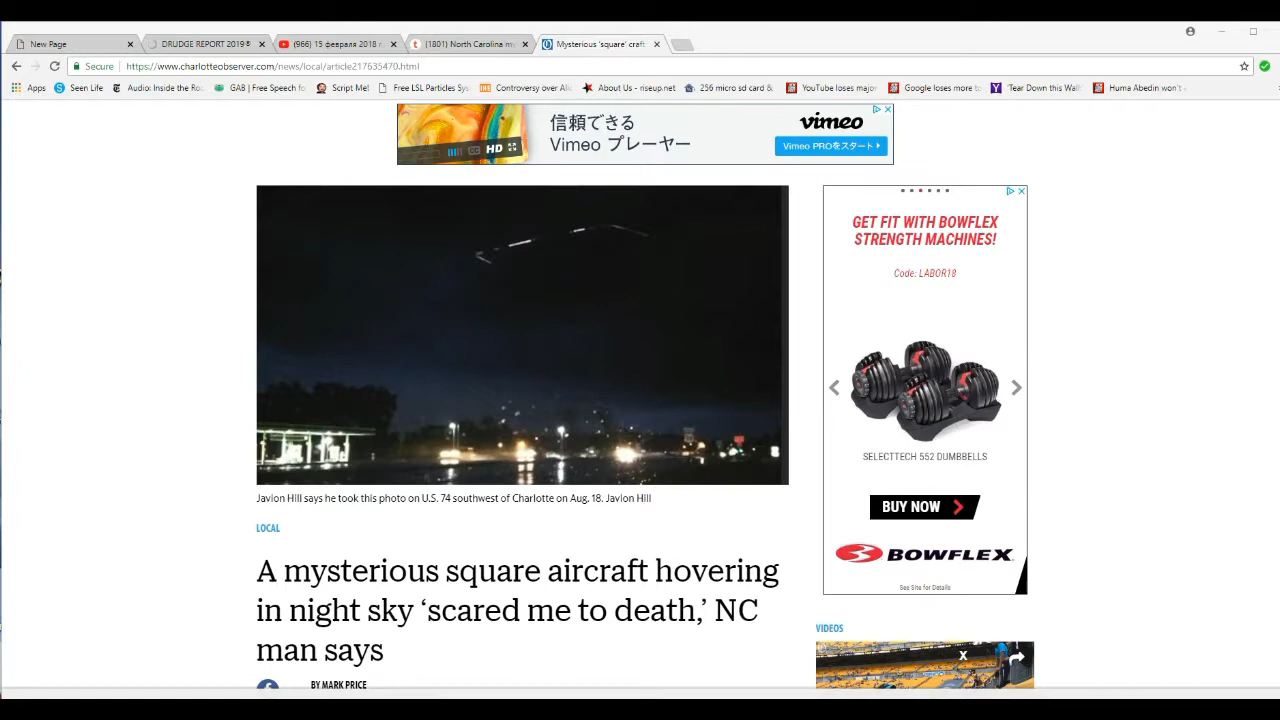 New Page
DRUDGE REPORT 2019®
(966) 15 февраля 2018 г
(1801) North Carolina 'my
Mysterious 'square' craft
Secure
https://www.charlotteobserver.com/news/local/article217635470.html
Apps
Seen Life
Audio: Inside the Ro
GAB | Free Speech fo
Script Me!
Free LSL Particles Sys
Controversy over Ali
About Us - riseup.net
256 micro sd card &
YouTube loses major
Google loses more to
'Tear Down this Wall
Huma Abedin won't
HD
信頼できる
Vimeo プレーヤー
vimeo
Vimeo PROをスタート
GET FIT WITH BOWFLEX
STRENGTH MACHINES!
Code: LABOR18
SELECTTECH 552 DUMBBELLS
BUY NOW
BOWFLEX
See Site for Details
Javion Hill says he took this photo on U.S. 74 southwest of Charlotte on Aug. 18. Javion Hill
LOCAL
A mysterious square aircraft hovering
in night sky ‘scared me to death,’ NC
man says
BY MARK PRICE
VIDEOS
X